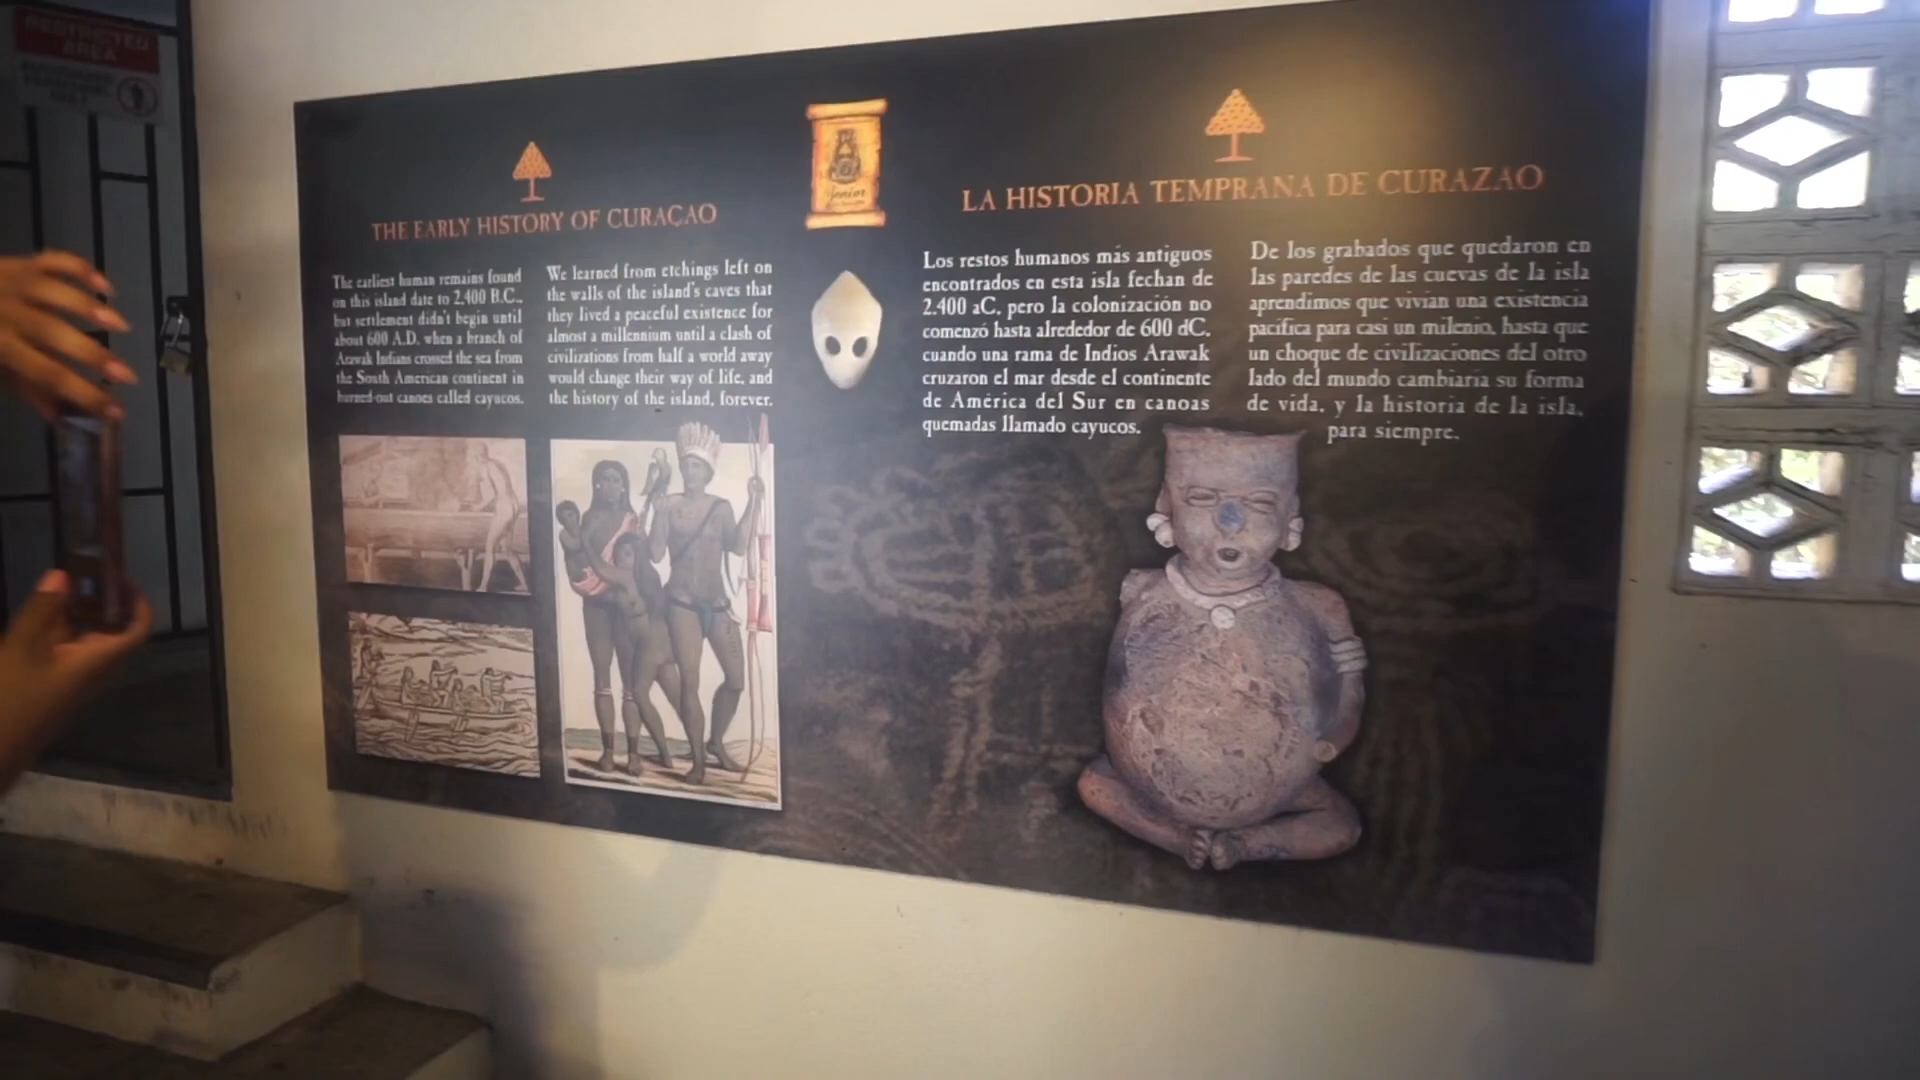 RESTRICTED
AREA
THE EARLY HISTORY OF CURAÇAO
The earliest human remains found
on this island date to 2,400 B.C.,
but settlement didn't begin until
about 600 A.D. when a branch of
Arawak Indians crossed the sea from
the South American continent in
burned-out canoes called cayucos.
We learned from etchings left on
the walls of the island's caves that
they lived a peaceful existence for
almost a millennium until a clash of
civilizations from half a world away
would change their way of life, and
the history of the island, forever.
Senior
LA HISTORIA TEMPRANA DE CURAZAO
Los restos humanos más antiguos
encontrados en esta isla fechan de
2.400 aC, pero la colonización no
comenzó hasta alrededor de 600 dC,
cuando una rama de Indios Arawak
cruzaron el mar desde el continente
de América del Sur en canoas
quemadas llamado cayucos.
De los grabados que quedaron en
las paredes de las cuevas de la isla
aprendimos que vivían una existencia
pacífica para casi un milenio, hasta que
un choque de civilizaciones del otro
lado del mundo cambiaría su forma
de vida, y la historia de la isla,
para siempre.